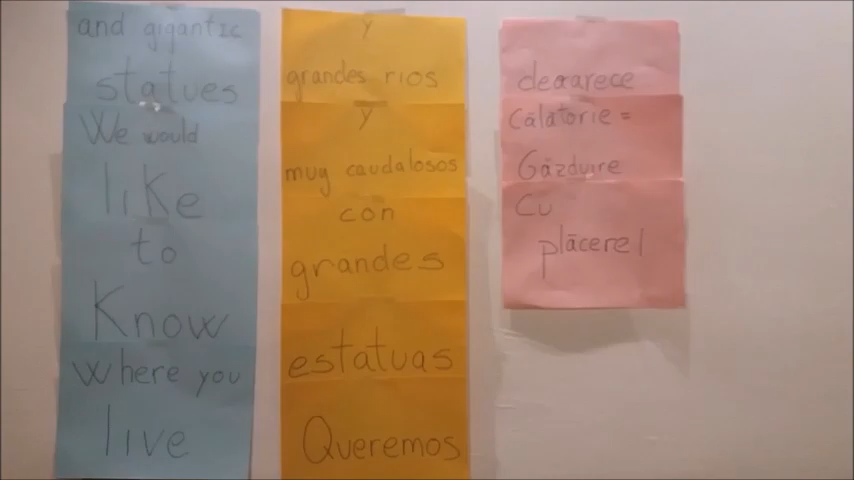 and gigantic
statues
We would
like
to
Know
where you
live
y
grandes rios
y
muy caudalosos
con
grandes
estatuas
Queremos
deoarece
Călătorie =
Găzduire
Cu
plăcere!